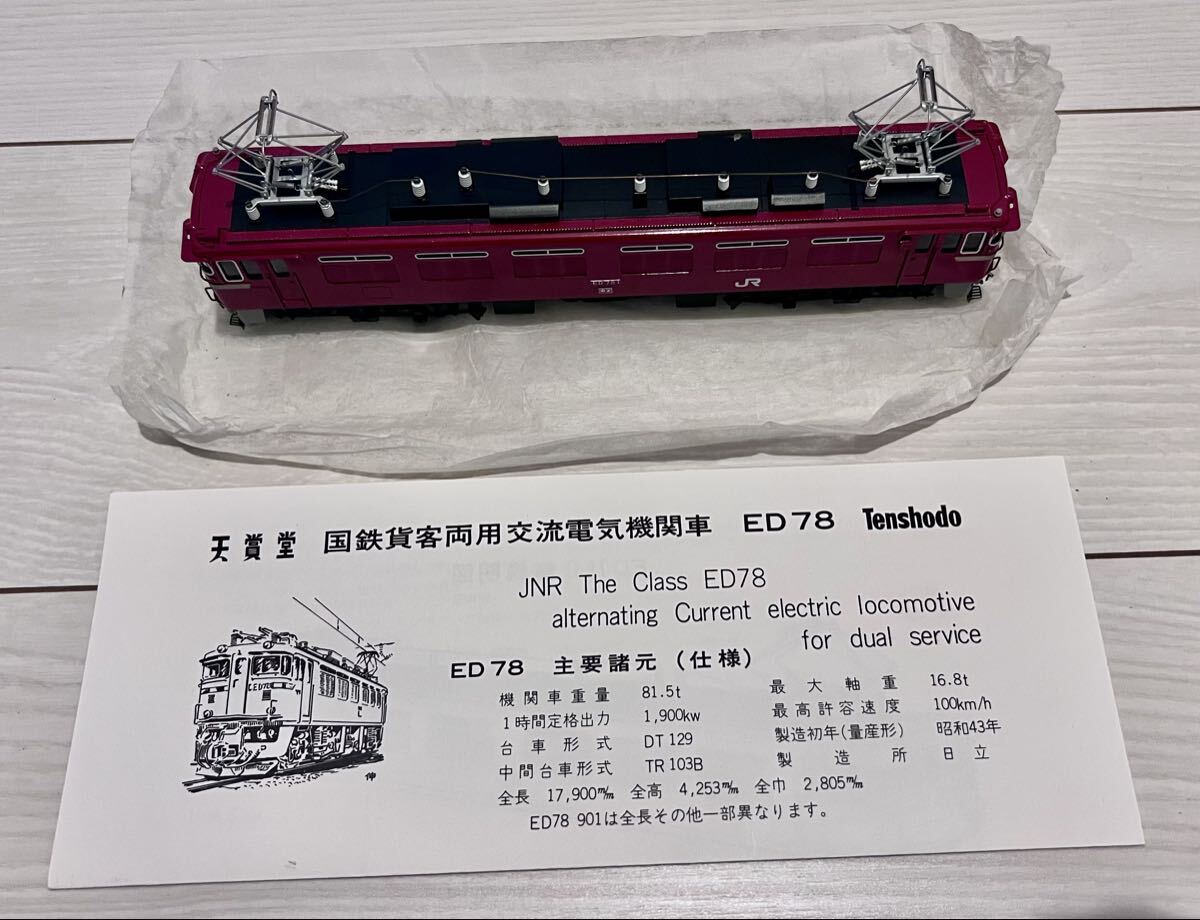 ED 78 1
JR
天賞堂 国鉄貨客両用交流電気機関車 ED78 Tenshodo
JNR The Class ED78
alternating Current electric locomotive
for dual service
ED78 主要諸元 (仕様)
機関車重量 81.5t 最大軸重 16.8t
1時間定格出力 1,900kw 最高許容速度 100km/h
台車形式 DT129 製造初年(量産形) 昭和43年
中間台車形式 TR103B 製造所 日立
全長 17,900mm 全高 4,253mm 全巾 2,805mm
ED78 901は全長その他一部異なります。
ED78
伸